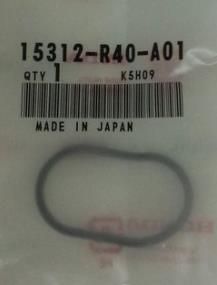 15312-R40-A01
QTY 1 K5H09
MADE IN JAPAN